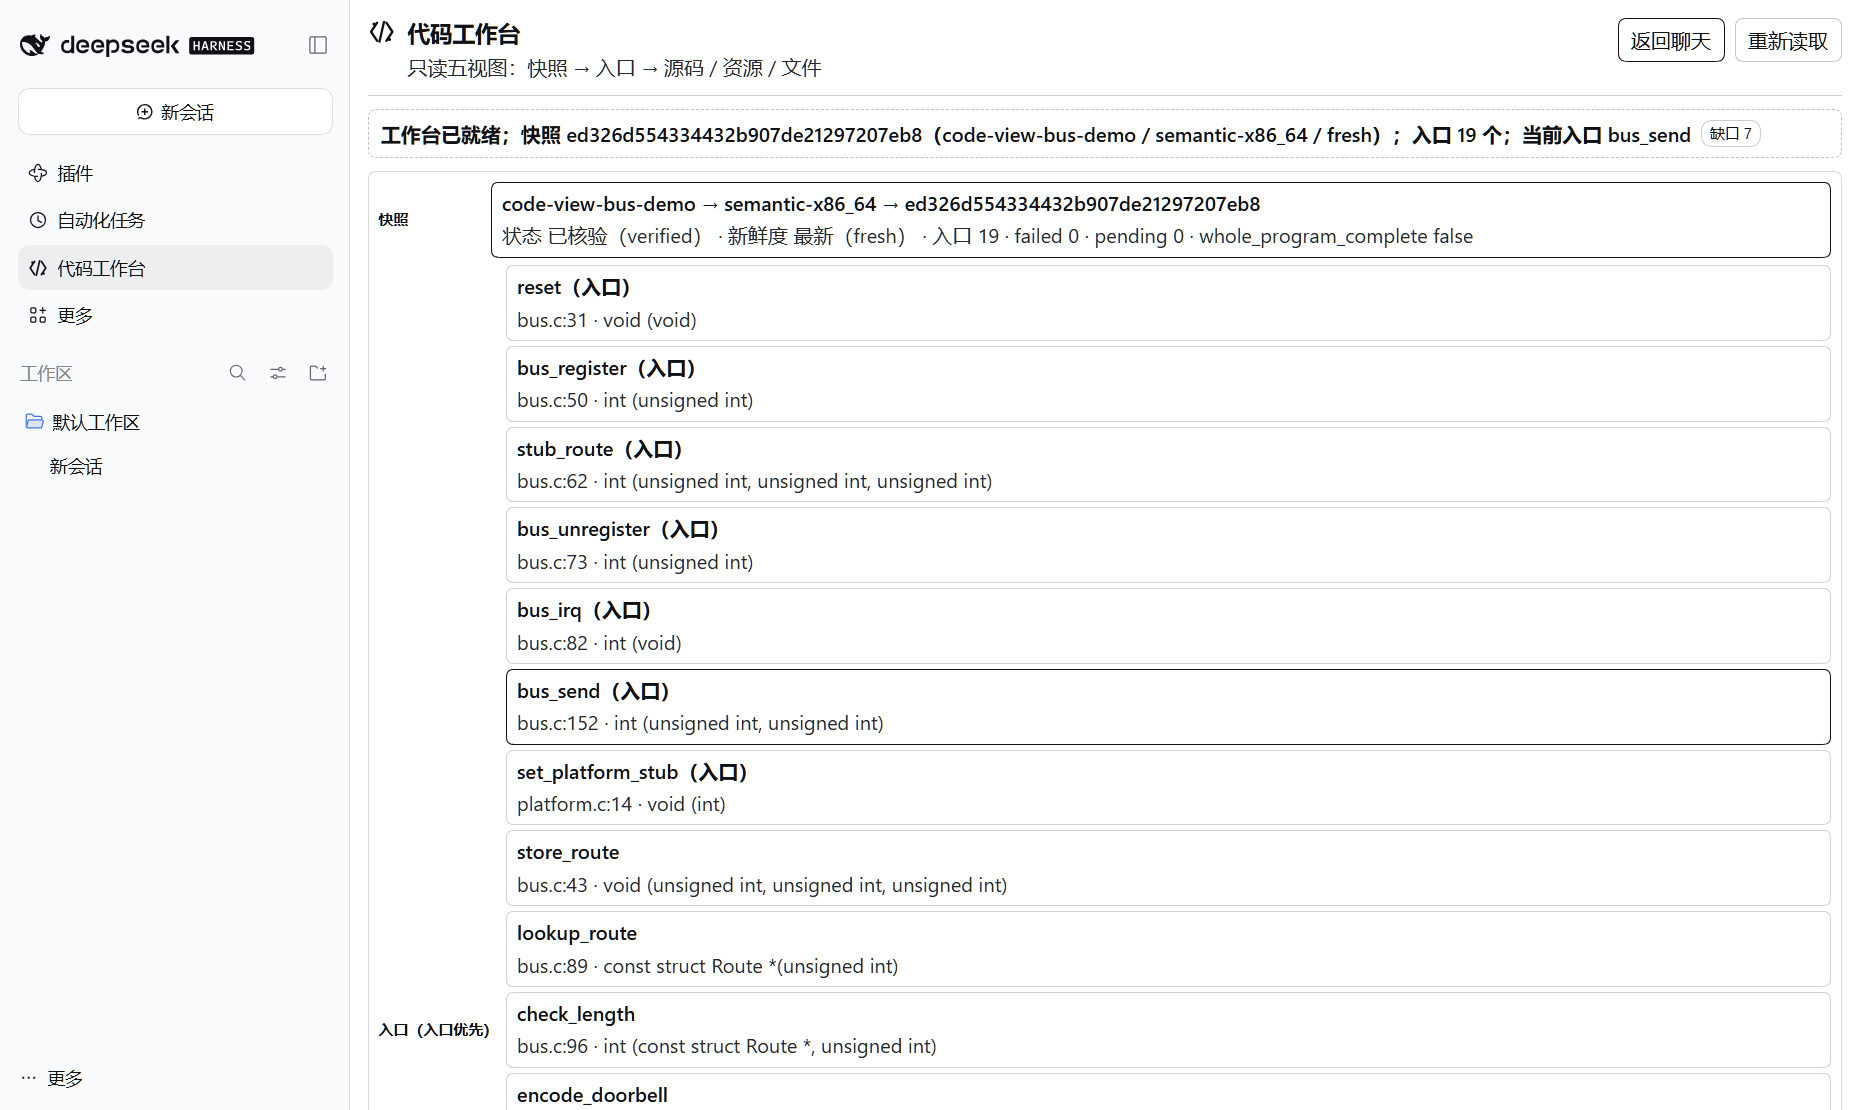 deepseek HARNESS
新会话
插件
自动化任务
代码工作台
更多
工作区
默认工作区
新会话
更多
代码工作台
只读五视图：快照 → 入口 → 源码 / 资源 / 文件
返回聊天
重新读取
工作台已就绪；快照 ed326d554334432b907de21297207eb8（code-view-bus-demo / semantic-x86_64 / fresh）；入口 19 个；当前入口 bus_send 缺口 7
快照
code-view-bus-demo → semantic-x86_64 → ed326d554334432b907de21297207eb8
状态 已核验（verified） · 新鲜度 最新（fresh） · 入口 19 · failed 0 · pending 0 · whole_program_complete false
reset（入口）
bus.c:31 · void (void)
bus_register（入口）
bus.c:50 · int (unsigned int)
stub_route（入口）
bus.c:62 · int (unsigned int, unsigned int, unsigned int)
bus_unregister（入口）
bus.c:73 · int (unsigned int)
bus_irq（入口）
bus.c:82 · int (void)
bus_send（入口）
bus.c:152 · int (unsigned int, unsigned int)
set_platform_stub（入口）
platform.c:14 · void (int)
store_route
bus.c:43 · void (unsigned int, unsigned int, unsigned int)
lookup_route
bus.c:89 · const struct Route *(unsigned int)
入口（入口优先）
check_length
bus.c:96 · int (const struct Route *, unsigned int)
encode_doorbell